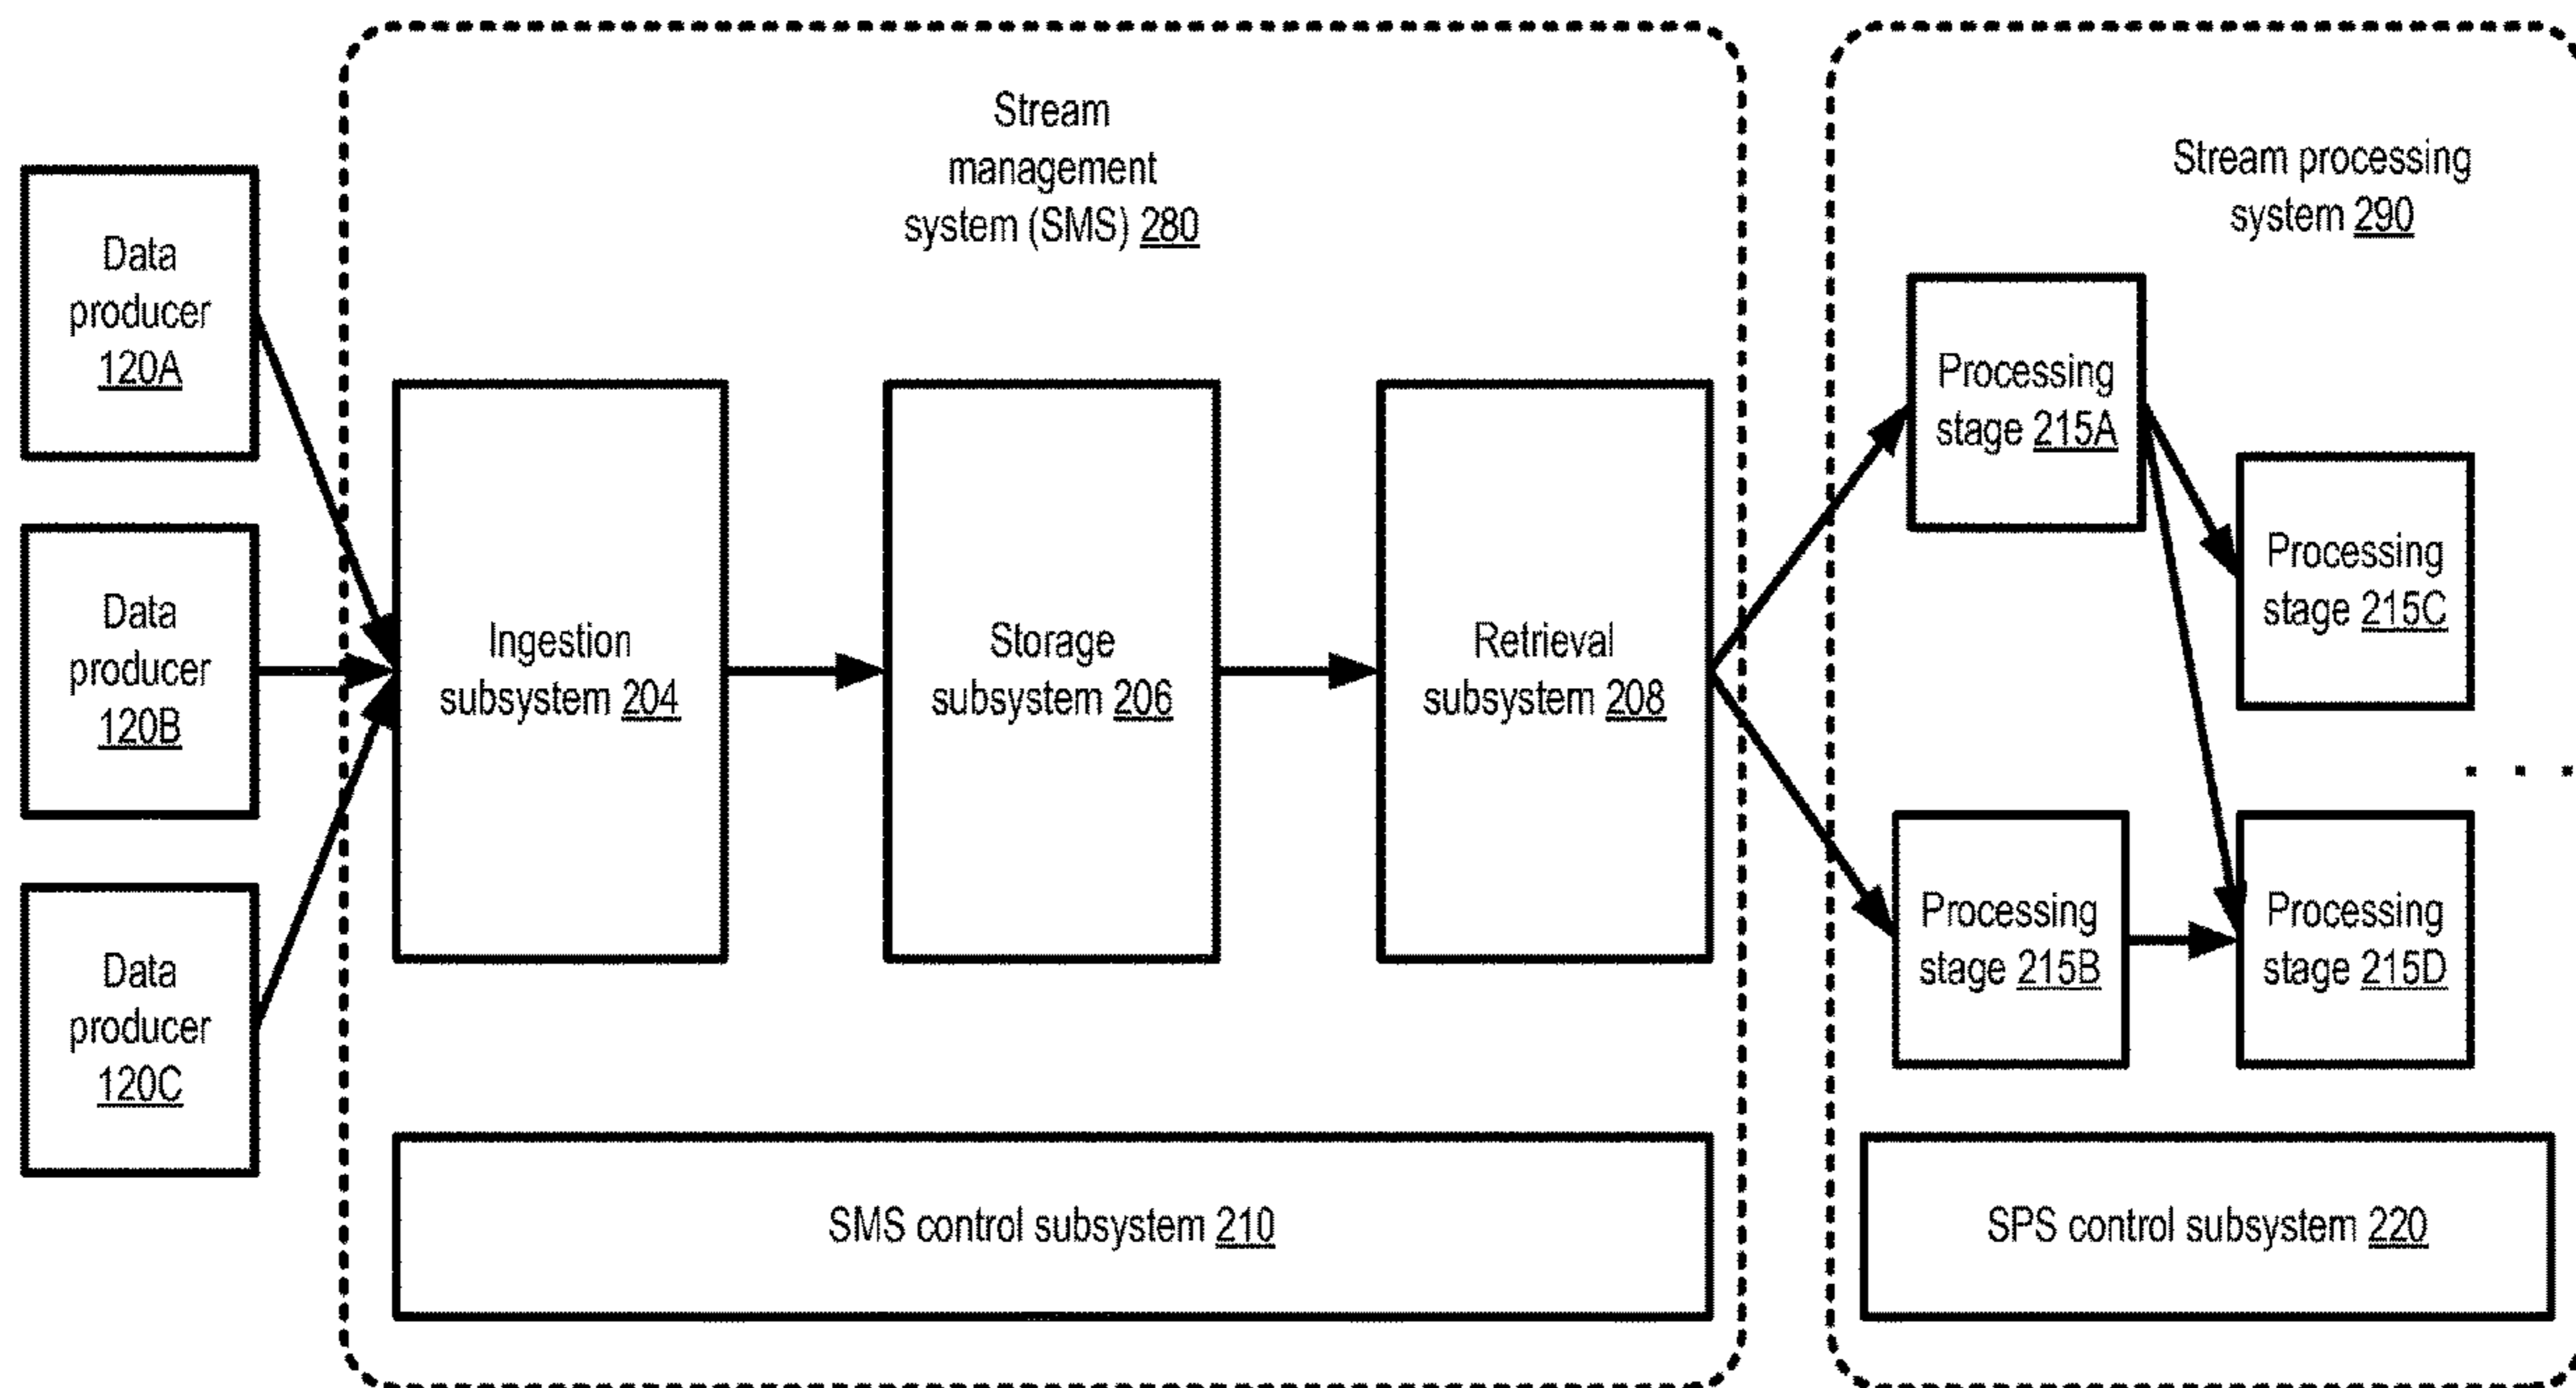 Stream
management
system (SMS) 280
Stream processing
system 290
Data
producer
120A
Data
producer
120B
Data
producer
120C
Ingestion
subsystem 204
Storage
subsystem 206
Retrieval
subsystem 208
Processing
stage 215A
Processing
stage 215C
Processing
stage 215B
Processing
stage 215D
. . .
SMS control subsystem 210
SPS control subsystem 220